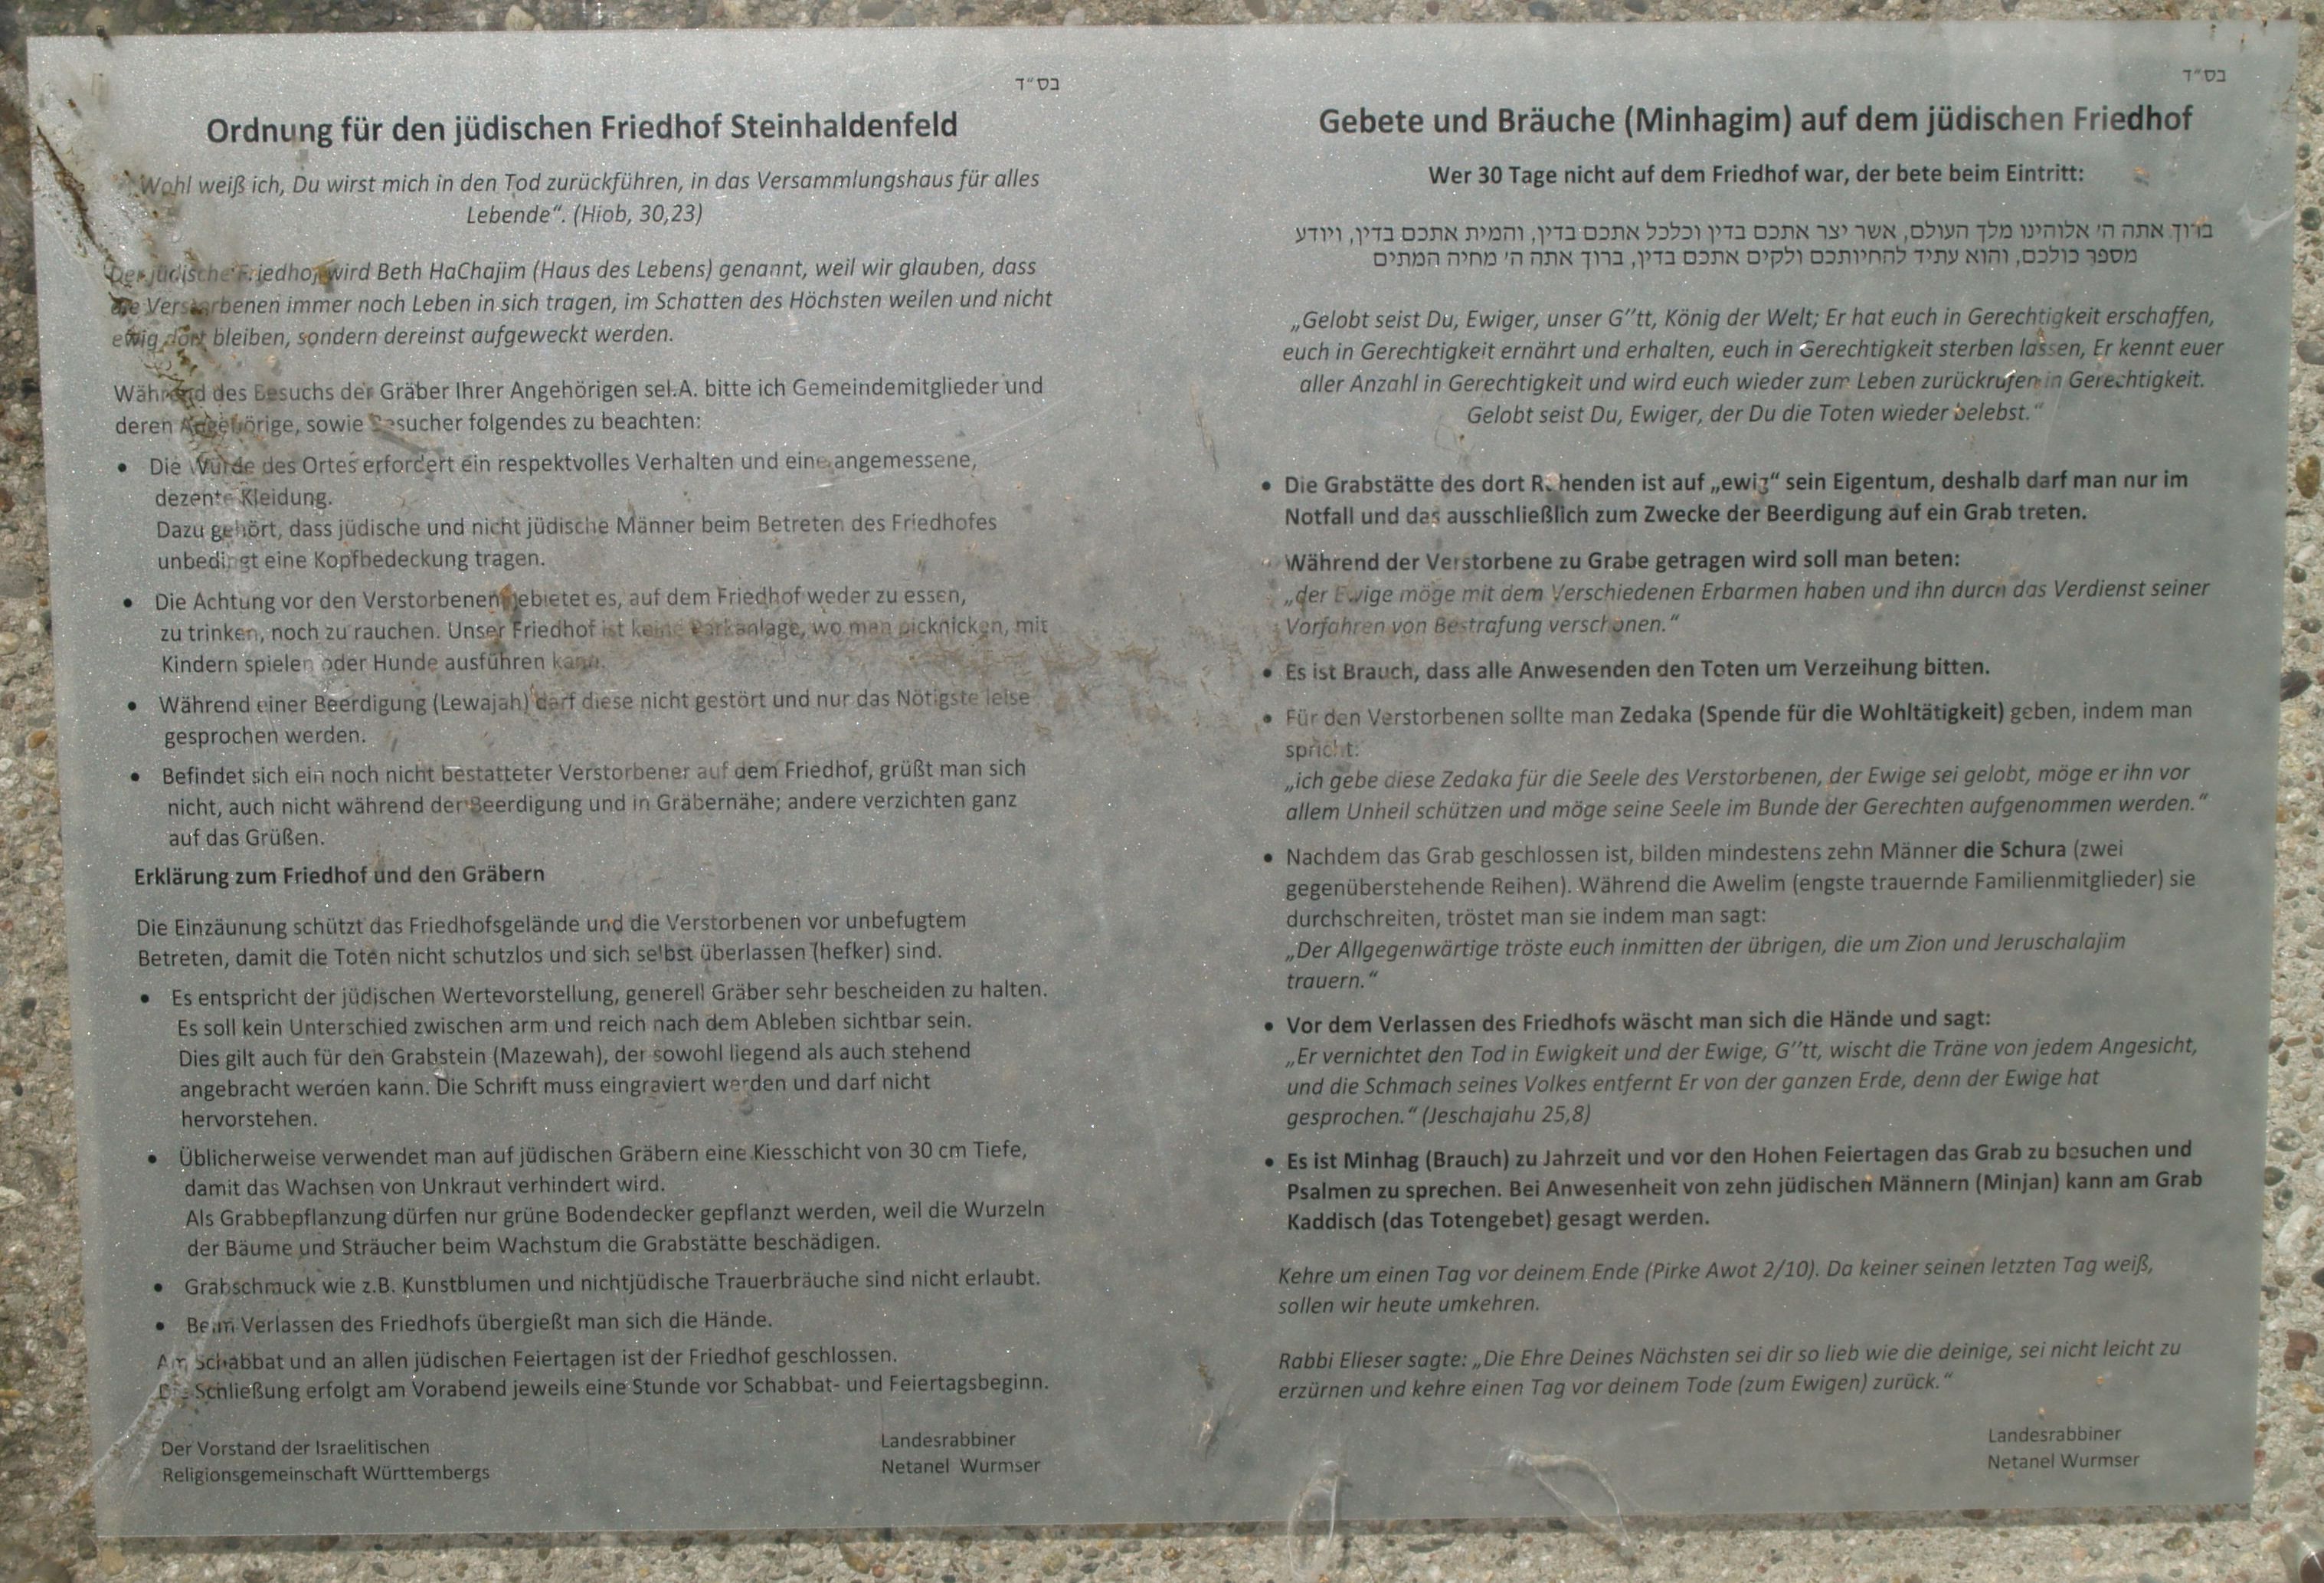 בס״ד
Ordnung für den jüdischen Friedhof Steinhaldenfeld
Wohl weiß ich, Du wirst mich in den Tod zurückführen, in das Versammlungshaus für alles
Lebende“. (Hiob, 30,23)
Der jüdische Friedhof wird Beth HaChajim (Haus des Lebens) genannt, weil wir glauben, dass
die Verstorbenen immer noch Leben in sich tragen, im Schatten des Höchsten weilen und nicht
ewig dort bleiben, sondern dereinst aufgeweckt werden.
Während des Besuchs der Gräber Ihrer Angehörigen sel.A. bitte ich Gemeindemitglieder und
deren Angehörige, sowie Besucher folgendes zu beachten:
• Die Würde des Ortes erfordert ein respektvolles Verhalten und eine angemessene,
dezente Kleidung.
Dazu gehört, dass jüdische und nicht jüdische Männer beim Betreten des Friedhofes
unbedingt eine Kopfbedeckung tragen.
• Die Achtung vor den Verstorbenen gebietet es, auf dem Friedhof weder zu essen,
zu trinken, noch zu rauchen. Unser Friedhof ist keine Parkanlage, wo man picknicken, mit
Kindern spielen oder Hunde ausführen kann.
• Während einer Beerdigung (Lewajah) darf diese nicht gestört und nur das Nötigste leise
gesprochen werden.
• Befindet sich ein noch nicht bestatteter Verstorbener auf dem Friedhof, grüßt man sich
nicht, auch nicht während der Beerdigung und in Gräbernähe; andere verzichten ganz
auf das Grüßen.
Erklärung zum Friedhof und den Gräbern
Die Einzäunung schützt das Friedhofsgelände und die Verstorbenen vor unbefugtem
Betreten, damit die Toten nicht schutzlos und sich selbst überlassen (hefker) sind.
• Es entspricht der jüdischen Wertevorstellung, generell Gräber sehr bescheiden zu halten.
Es soll kein Unterschied zwischen arm und reich nach dem Ableben sichtbar sein.
Dies gilt auch für den Grabstein (Mazewah), der sowohl liegend als auch stehend
angebracht werden kann. Die Schrift muss eingraviert werden und darf nicht
hervorstehen.
• Üblicherweise verwendet man auf jüdischen Gräbern eine Kiesschicht von 30 cm Tiefe,
damit das Wachsen von Unkraut verhindert wird.
Als Grabbepflanzung dürfen nur grüne Bodendecker gepflanzt werden, weil die Wurzeln
der Bäume und Sträucher beim Wachstum die Grabstätte beschädigen.
• Grabschmuck wie z.B. Kunstblumen und nichtjüdische Trauerbräuche sind nicht erlaubt.
• Beim Verlassen des Friedhofs übergießt man sich die Hände.
Am Schabbat und an allen jüdischen Feiertagen ist der Friedhof geschlossen.
Die Schließung erfolgt am Vorabend jeweils eine Stunde vor Schabbat- und Feiertagsbeginn.
Der Vorstand der Israelitischen
Religionsgemeinschaft Württembergs
Landesrabbiner
Netanel Wurmser
בס״ד
Gebete und Bräuche (Minhagim) auf dem jüdischen Friedhof
Wer 30 Tage nicht auf dem Friedhof war, der bete beim Eintritt:
ברוך אתה ה׳ אלוהינו מלך העולם, אשר יצר אתכם בדין וכלכל אתכם בדין, והמית אתכם בדין, ויודע
מספר כולכם, והוא עתיד להחיותכם ולקים אתכם בדין, ברוך אתה ה׳ מחיה המתים
„Gelobt seist Du, Ewiger, unser G’’tt, König der Welt; Er hat euch in Gerechtigkeit erschaffen,
euch in Gerechtigkeit ernährt und erhalten, euch in Gerechtigkeit sterben lassen, Er kennt euer
aller Anzahl in Gerechtigkeit und wird euch wieder zum Leben zurückrufen in Gerechtigkeit.
Gelobt seist Du, Ewiger, der Du die Toten wieder belebst.“
• Die Grabstätte des dort Ruhenden ist auf „ewig“ sein Eigentum, deshalb darf man nur im
Notfall und das ausschließlich zum Zwecke der Beerdigung auf ein Grab treten.
• Während der Verstorbene zu Grabe getragen wird soll man beten:
„der Ewige möge mit dem Verschiedenen Erbarmen haben und ihn durch das Verdienst seiner
Vorfahren von Bestrafung verschonen.“
• Es ist Brauch, dass alle Anwesenden den Toten um Verzeihung bitten.
• Für den Verstorbenen sollte man Zedaka (Spende für die Wohltätigkeit) geben, indem man
spricht:
„ich gebe diese Zedaka für die Seele des Verstorbenen, der Ewige sei gelobt, möge er ihn vor
allem Unheil schützen und möge seine Seele im Bunde der Gerechten aufgenommen werden.“
• Nachdem das Grab geschlossen ist, bilden mindestens zehn Männer die Schura (zwei
gegenüberstehende Reihen). Während die Awelim (engste trauernde Familienmitglieder) sie
durchschreiten, tröstet man sie indem man sagt:
„Der Allgegenwärtige tröste euch inmitten der übrigen, die um Zion und Jeruschalajim
trauern.“
• Vor dem Verlassen des Friedhofs wäscht man sich die Hände und sagt:
„Er vernichtet den Tod in Ewigkeit und der Ewige, G’’tt, wischt die Träne von jedem Angesicht,
und die Schmach seines Volkes entfernt Er von der ganzen Erde, denn der Ewige hat
gesprochen.“ (Jeschajahu 25,8)
• Es ist Minhag (Brauch) zu Jahrzeit und vor den Hohen Feiertagen das Grab zu besuchen und
Psalmen zu sprechen. Bei Anwesenheit von zehn jüdischen Männern (Minjan) kann am Grab
Kaddisch (das Totengebet) gesagt werden.
Kehre um einen Tag vor deinem Ende (Pirke Awot 2/10). Da keiner seinen letzten Tag weiß,
sollen wir heute umkehren.
Rabbi Elieser sagte: „Die Ehre Deines Nächsten sei dir so lieb wie die deinige, sei nicht leicht zu
erzürnen und kehre einen Tag vor deinem Tode (zum Ewigen) zurück.“
Landesrabbiner
Netanel Wurmser